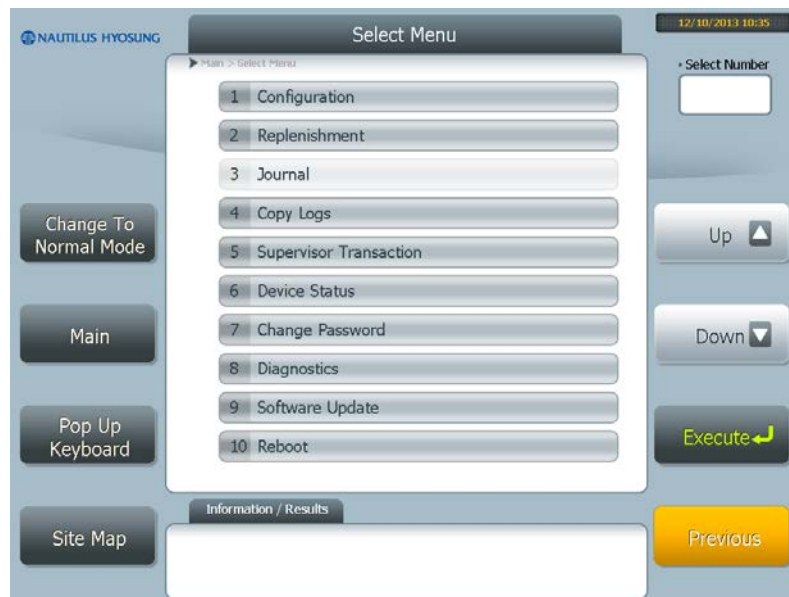 NAUTILUS HYOSUNG
Select Menu
12/10/2013 10:35
Main > Select Menu
Select Number
1 Configuration
2 Replenishment
3 Journal
4 Copy Logs
5 Supervisor Transaction
6 Device Status
7 Change Password
8 Diagnostics
9 Software Update
10 Reboot
Change To
Normal Mode
Main
Pop Up
Keyboard
Site Map
Up
Down
Execute
Previous
Information / Results